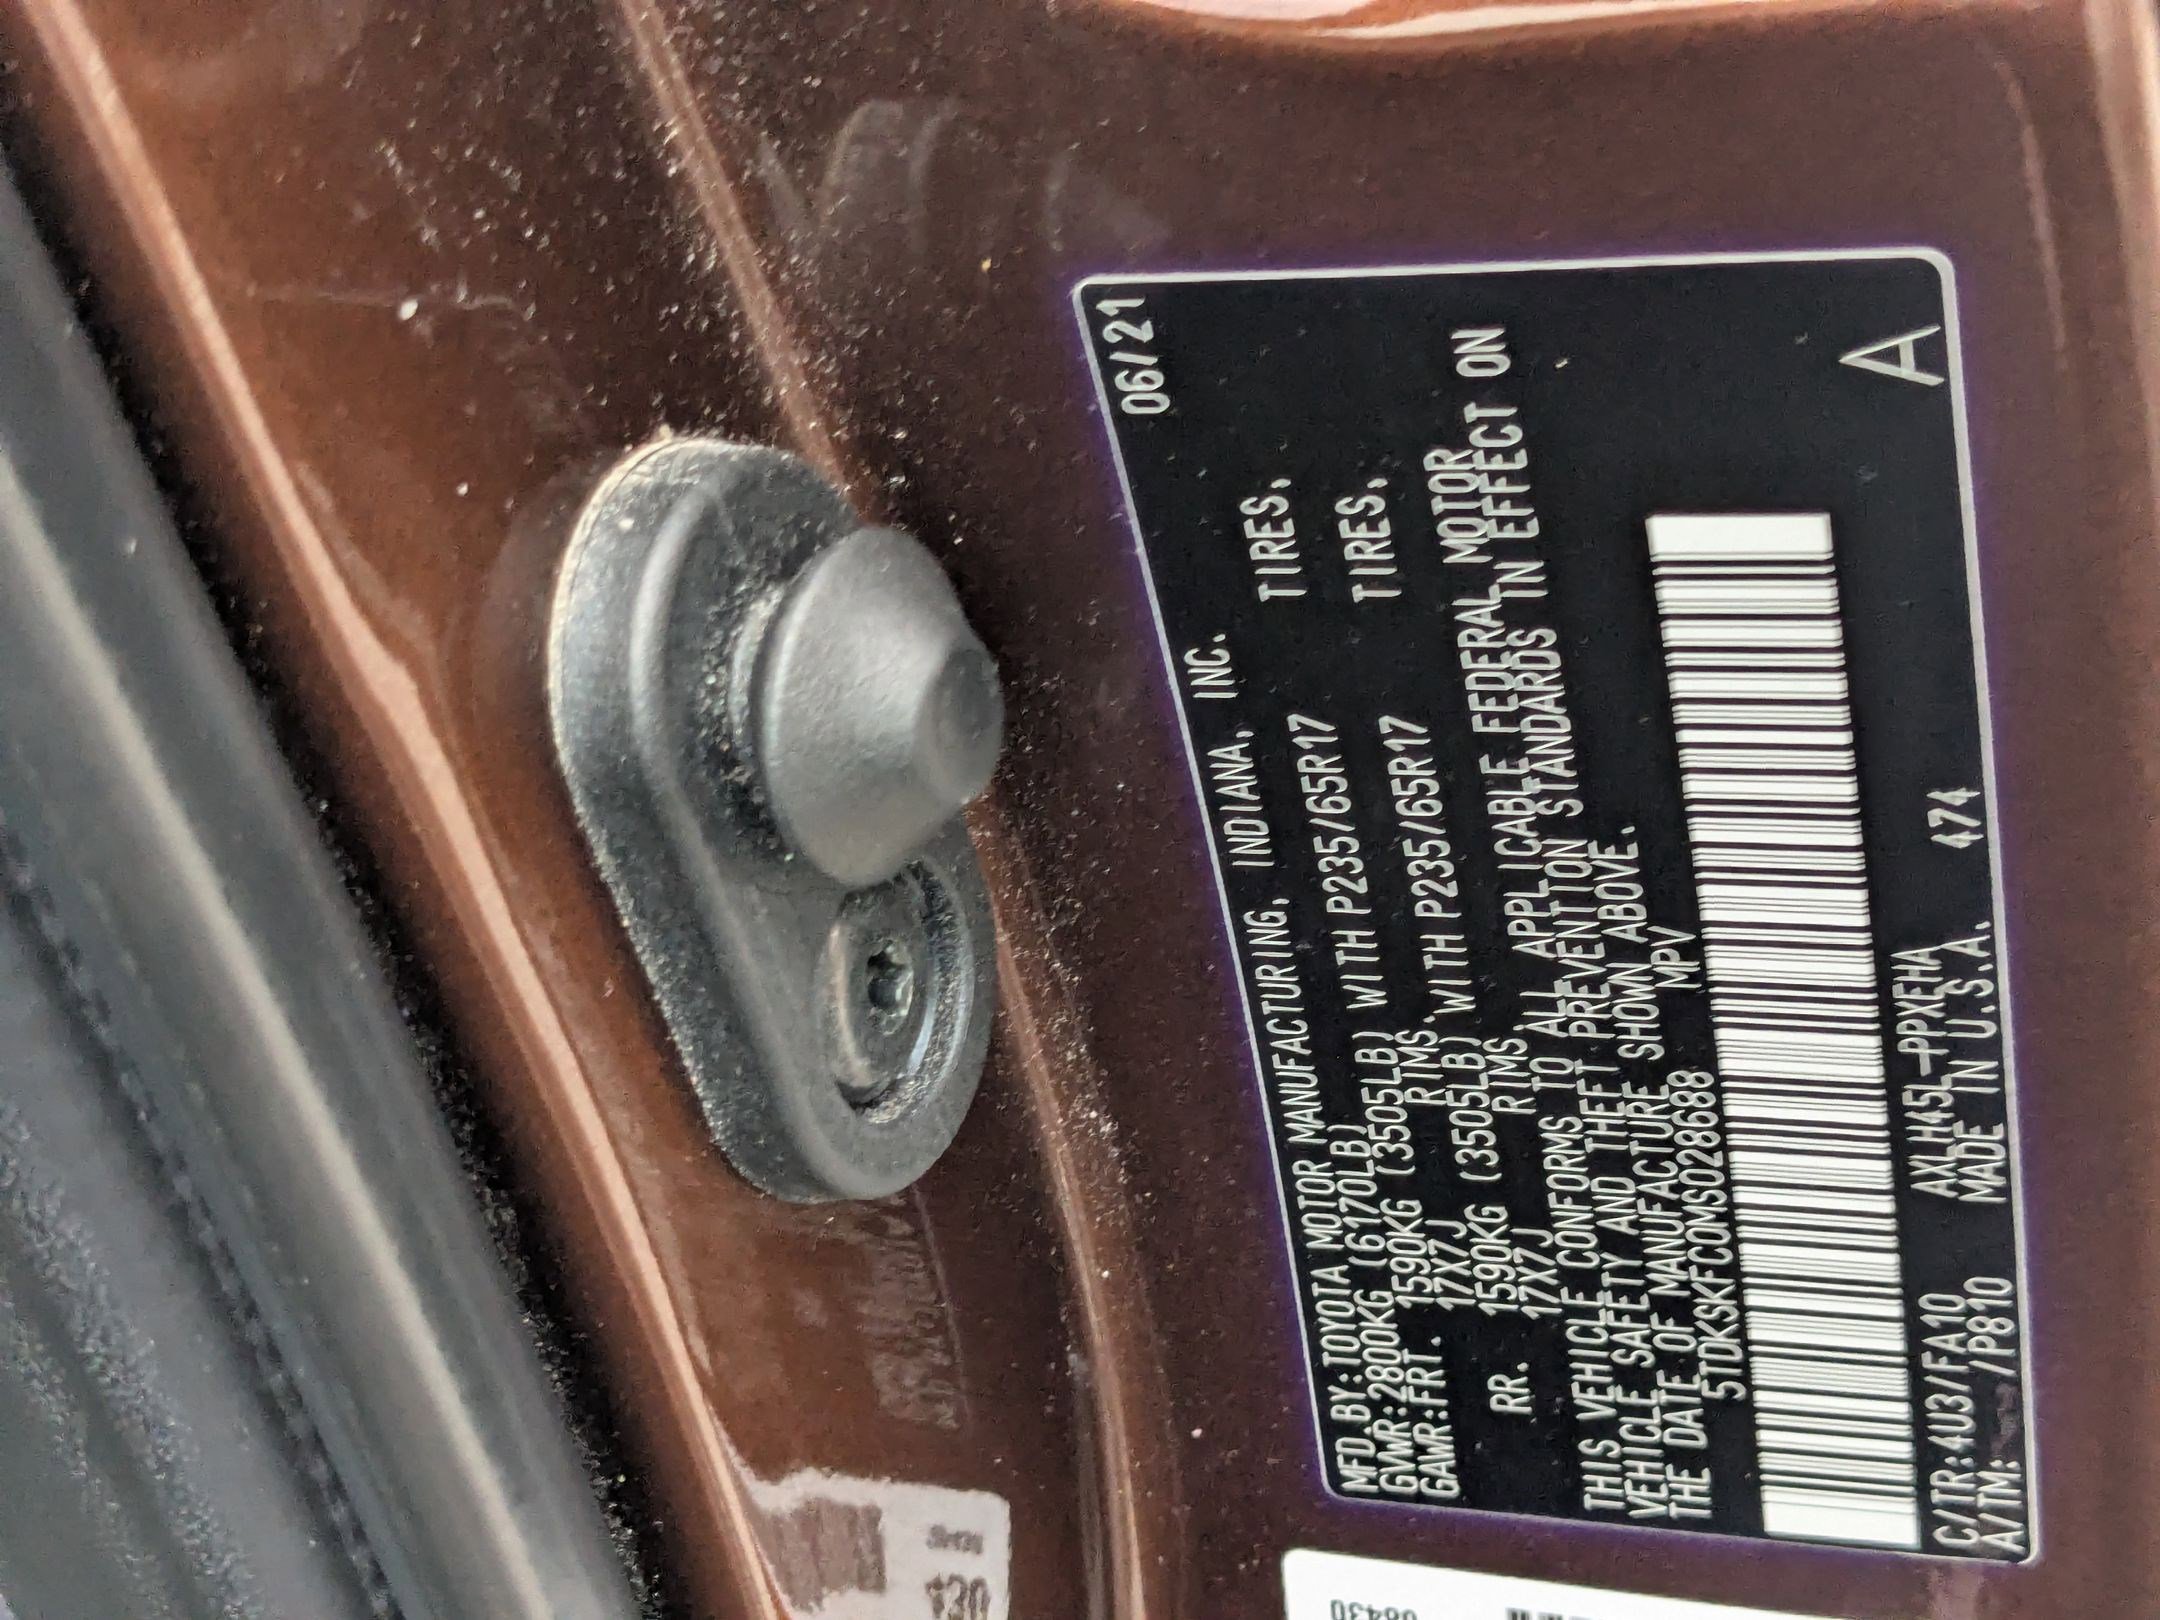 06/21
MFD.BY:TOYOTA MOTOR MANUFACTURING, INDIANA, INC.
GVWR:2800KG (6170LB)
GAWR:FRT. 1590KG (3505LB) WITH P235/65R17 TIRES,
17X7J RIMS,
RR. 1590KG (3505LB) WITH P235/65R17 TIRES,
17X7J RIMS,
THIS VEHICLE CONFORMS TO ALL APPLICABLE FEDERAL MOTOR
VEHICLE SAFETY AND THEFT PREVENTION STANDARDS IN EFFECT ON
THE DATE OF MANUFACTURE SHOWN ABOVE.
5TDKSKFC0MS028688 MPV
C/TR:4U3/FA10 AXLH45L-PPXEHA
A/TM: /P810 MADE IN U.S.A. 474
A